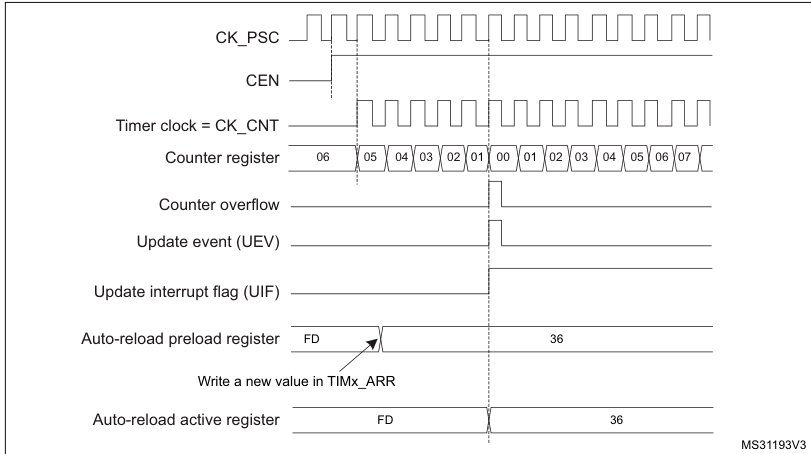 CK_PSC
CEN
Timer clock = CK_CNT
Counter register 06 05 04 03 02 01 00 01 02 03 04 05 06 07
Counter overflow
Update event (UEV)
Update interrupt flag (UIF)
Auto-reload preload register FD 36
Write a new value in TIMx_ARR
Auto-reload active register FD 36
MS31193V3